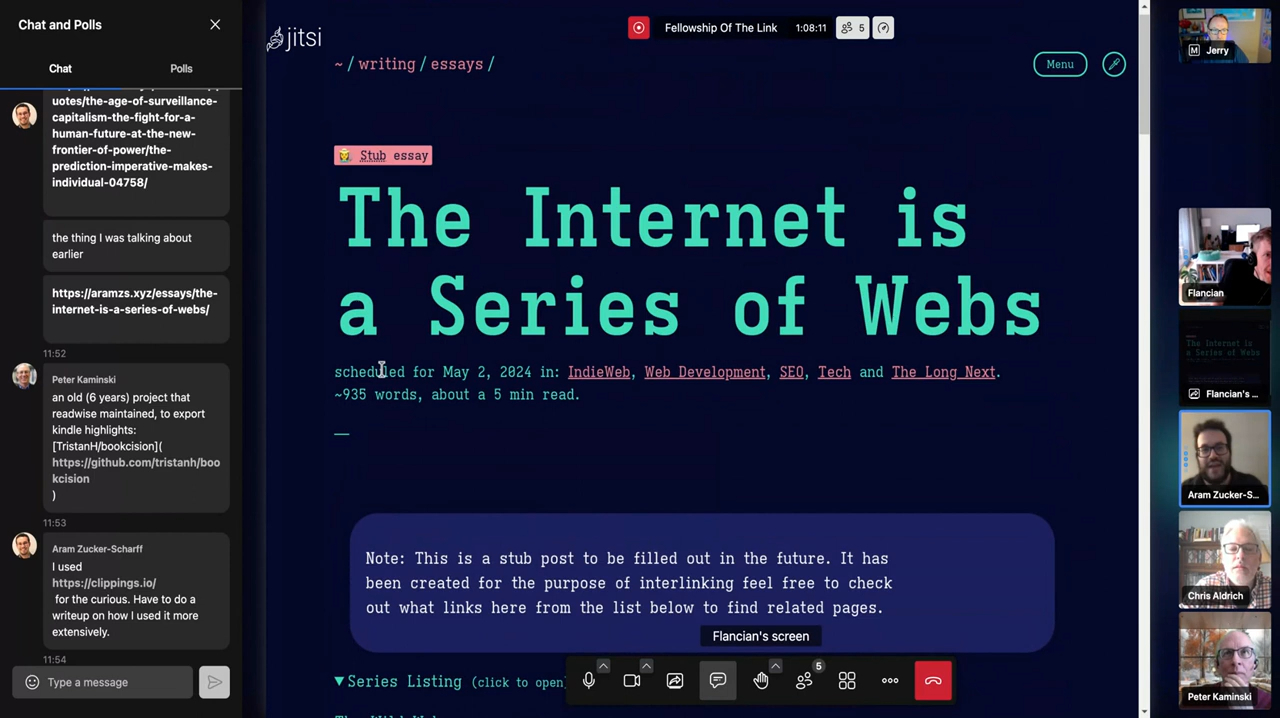 Chat and Polls
Chat
Polls
uotes/the-age-of-surveillance-
capitalism-the-fight-for-a-
human-future-at-the-new-
frontier-of-power/the-
prediction-imperative-makes-
individual-04758/
the thing I was talking about
earlier
https://aramzs.xyz/essays/the-
internet-is-a-series-of-webs/
11:52
Peter Kaminski
an old (6 years) project that
readwise maintained, to export
kindle highlights:
[TristanH/bookcision](
https://github.com/tristanh/boo
kcision
)
11:53
Aram Zucker-Scharff
I used
https://clippings.io/
for the curious. Have to do a
writeup on how I used it more
extensively.
11:54
Type a message
jitsi
Fellowship Of The Link
1:08:11
5
~ / writing / essays /
Menu
Stub essay
The Internet is
a Series of Webs
scheduled for May 2, 2024 in: IndieWeb, Web Development, SEO, Tech and The Long Next.
~935 words, about a 5 min read.
Note: This is a stub post to be filled out in the future. It has
been created for the purpose of interlinking feel free to check
out what links here from the list below to find related pages.
Flancian's screen
▼Series Listing (click to open
5
M Jerry
Flancian
The Internet is
a Series of Webs
Flancian's ...
Aram Zucker-S...
Chris Aldrich
Peter Kaminski